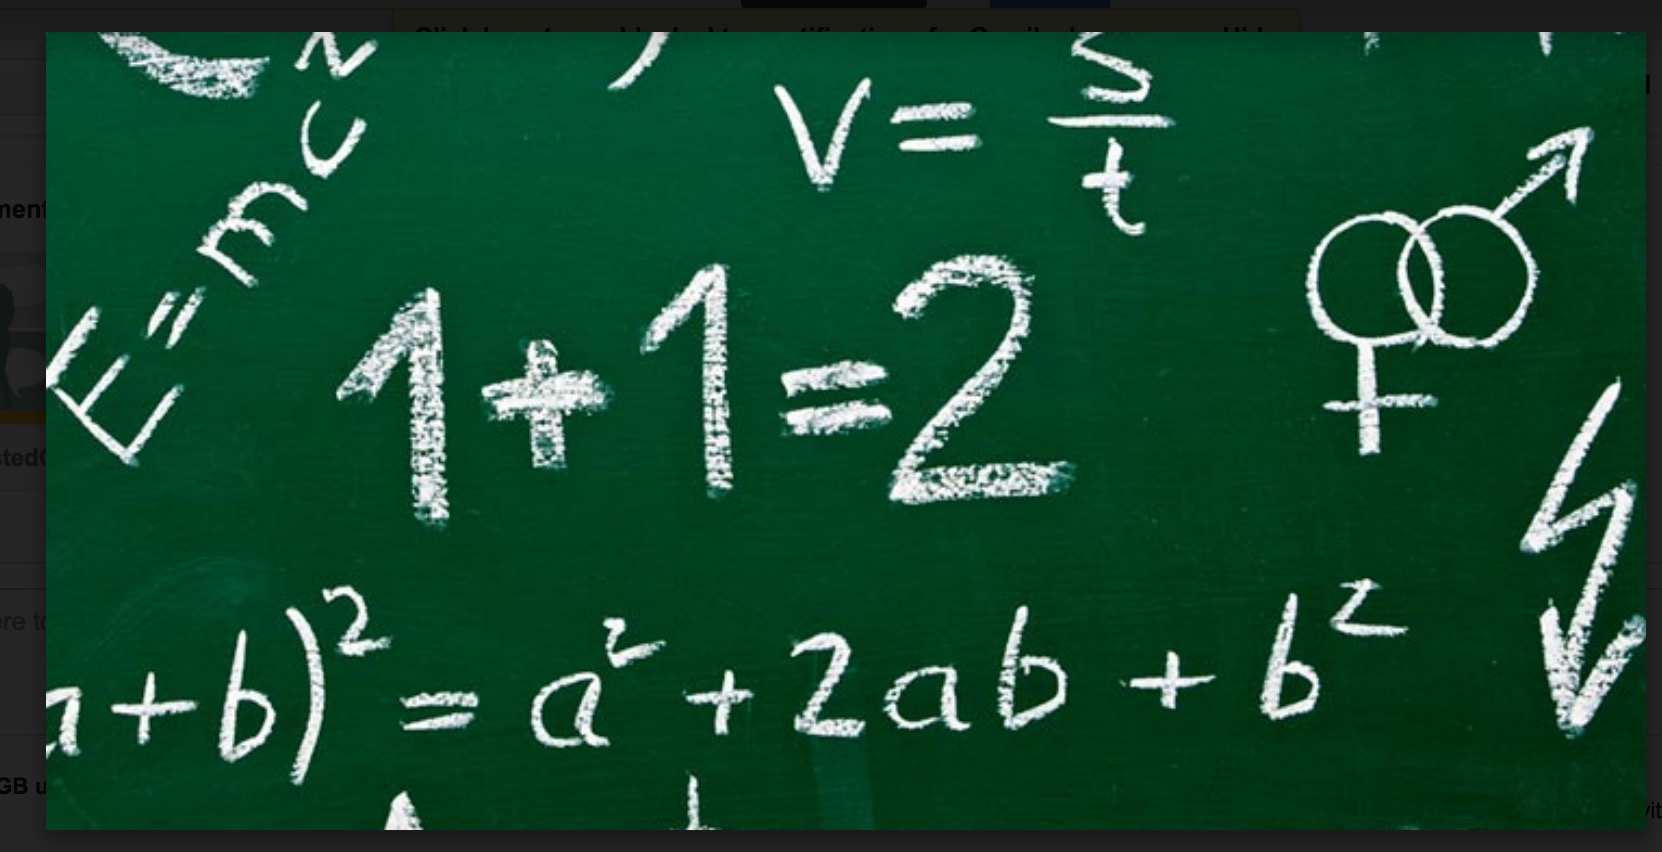 V = s/t
E=mc²
1+1=2
a+b)² = a² + 2ab + b²